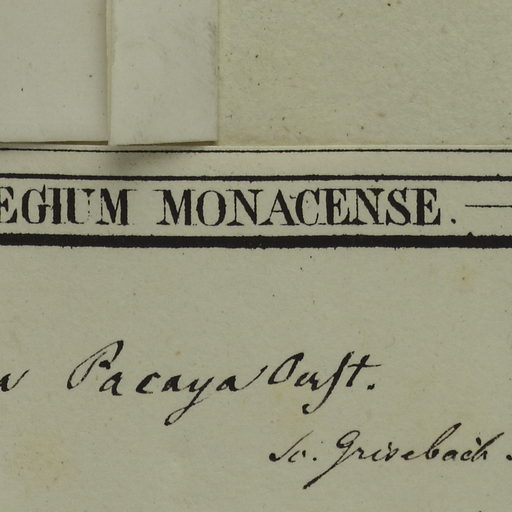 EGIUM MONACENSE.
Pacaya Oerst.
Grisebach